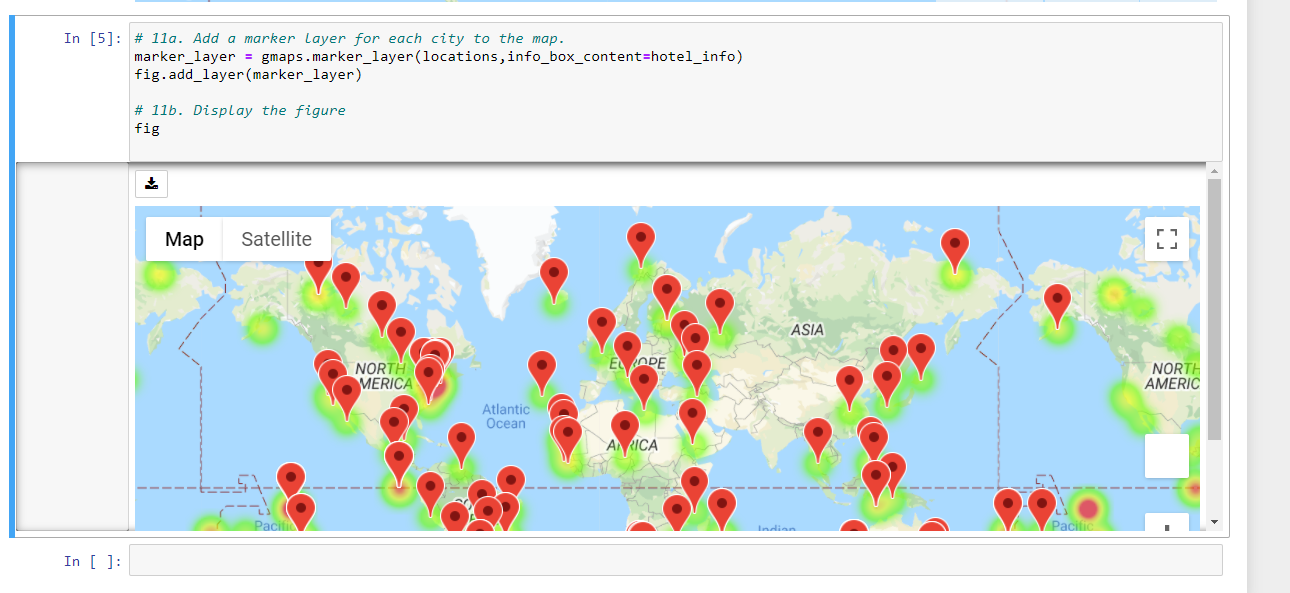 In [5]:
# 11a. Add a marker layer for each city to the map.
marker_layer = gmaps.marker_layer(locations,info_box_content=hotel_info)
fig.add_layer(marker_layer)
# 11b. Display the figure
fig
Map
Satellite
ASIA
EUROPE
NORTH
AMERICA
NORTH
AMERIC
Atlantic
Ocean
AFRICA
Pacific
Indian
Pacific
In [ ]: